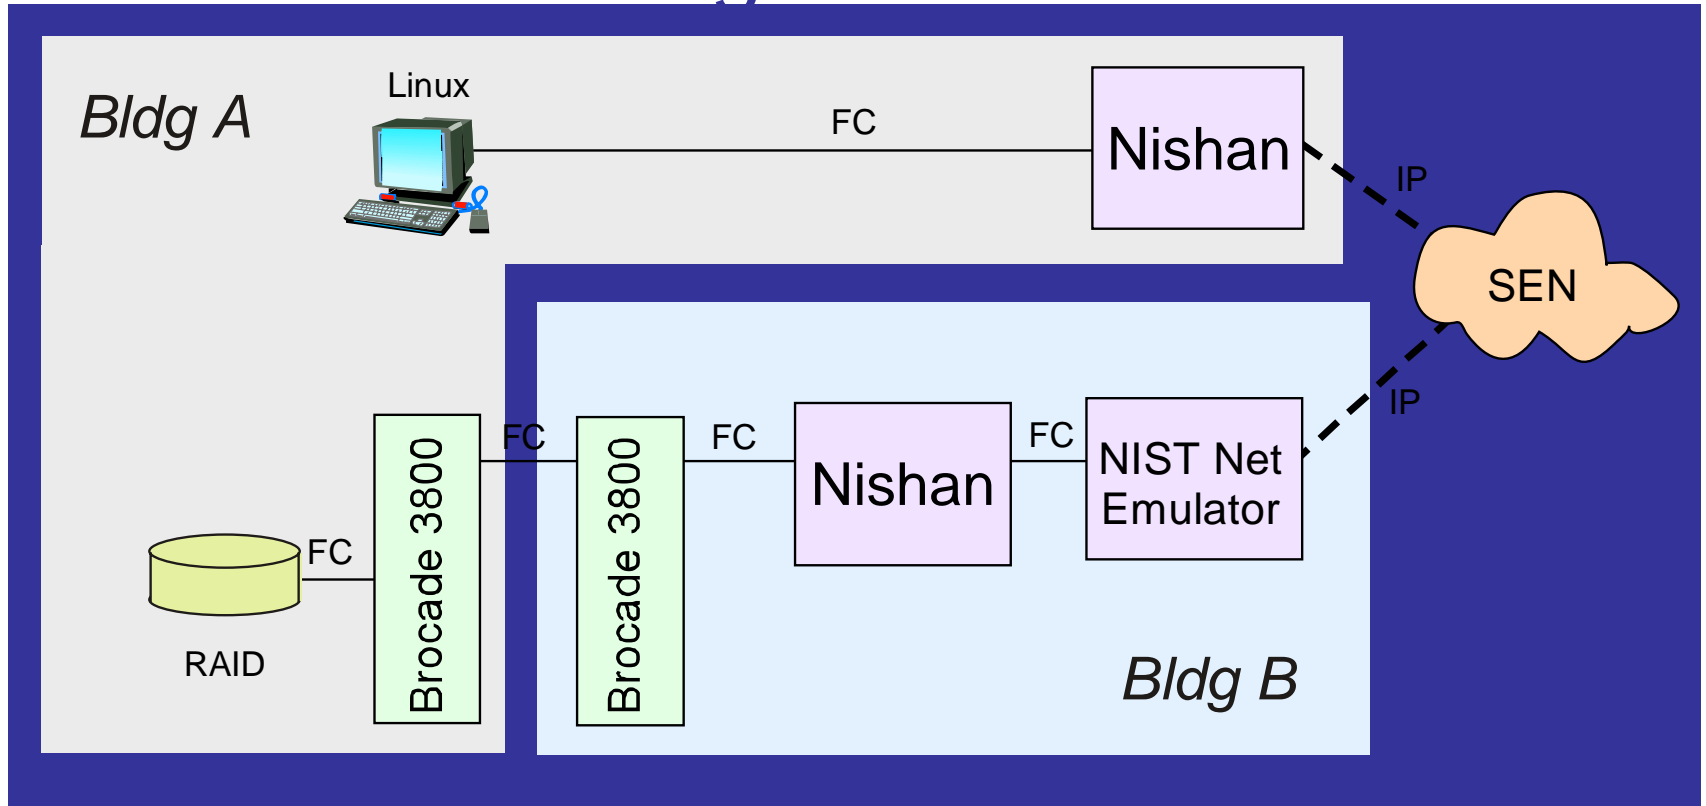 Linux
Bldg A
FC
Nishan
IP
SEN
IP
FC
FC
FC
NIST Net
Emulator
Nishan
Brocade 3800
Brocade 3800
FC
RAID
Bldg B